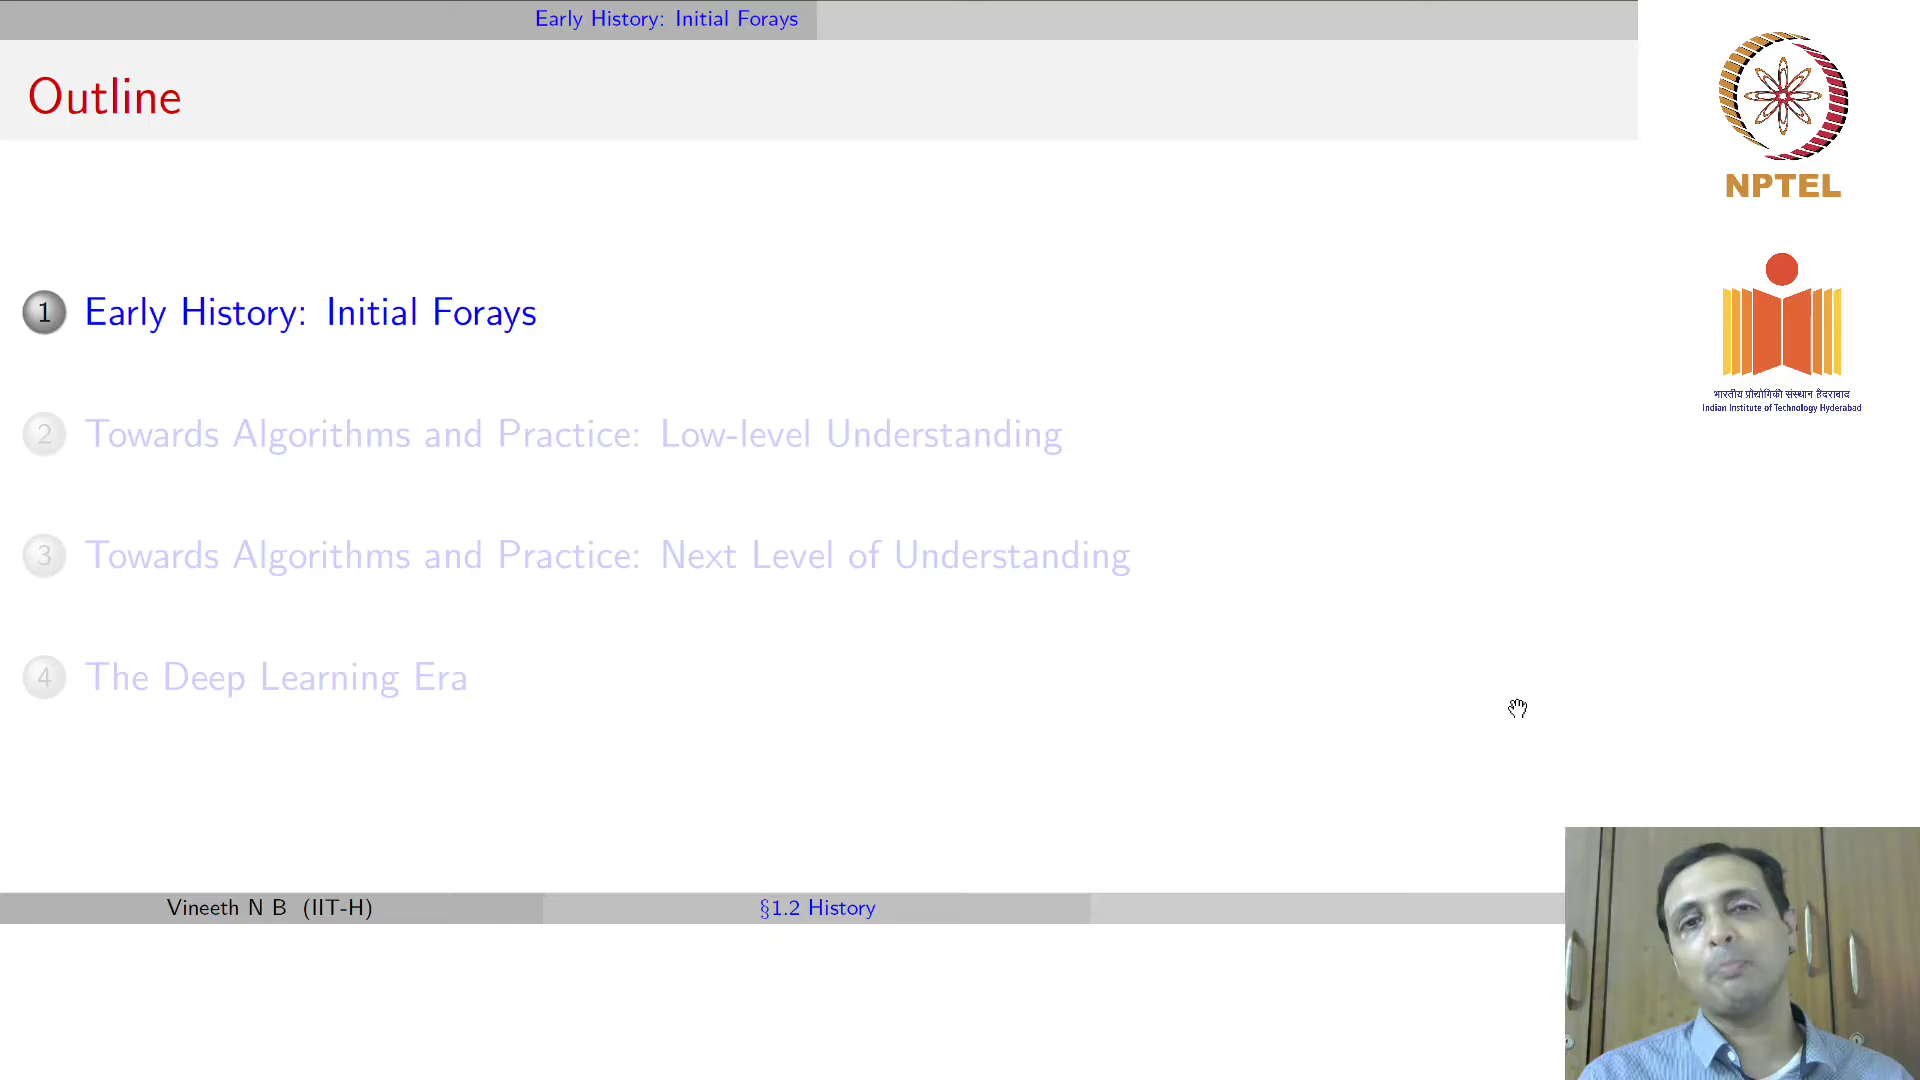 Early History: Initial Forays
Outline
NPTEL
1 Early History: Initial Forays
भारतीय प्रौद्योगिकी संस्थान हैदराबाद
Indian Institute of Technology Hyderabad
2 Towards Algorithms and Practice: Low-level Understanding
3 Towards Algorithms and Practice: Next Level of Understanding
4 The Deep Learning Era
Vineeth N B (IIT-H)
§1.2 History